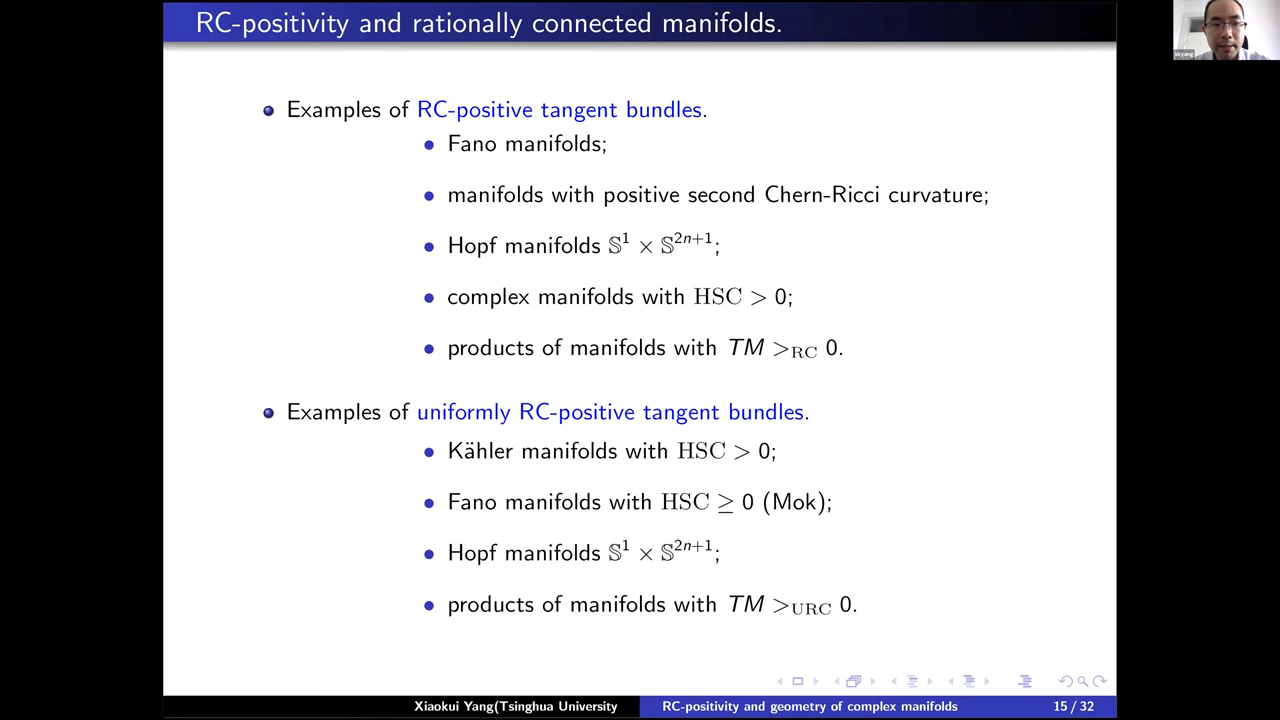 RC-positivity and rationally connected manifolds.
Examples of RC-positive tangent bundles.
Fano manifolds;
manifolds with positive second Chern-Ricci curvature;
Hopf manifolds 𝕊¹ × 𝕊²ⁿ⁺¹;
complex manifolds with HSC > 0;
products of manifolds with TM >_RC 0.
Examples of uniformly RC-positive tangent bundles.
Kähler manifolds with HSC > 0;
Fano manifolds with HSC ≥ 0 (Mok);
Hopf manifolds 𝕊¹ × 𝕊²ⁿ⁺¹;
products of manifolds with TM >_URC 0.
Xiaokui Yang(Tsinghua University RC-positivity and geometry of complex manifolds 15 / 32